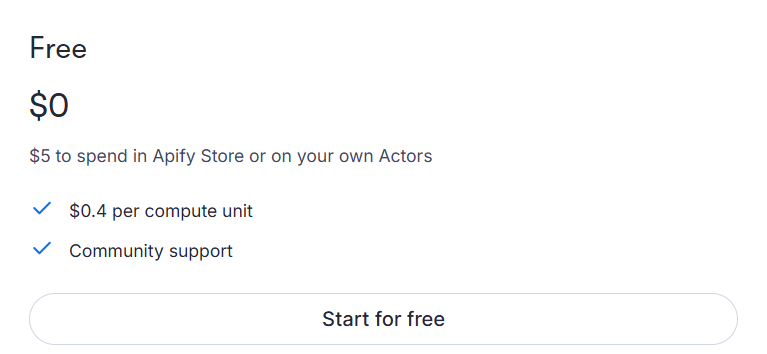 Free
$0
$5 to spend in Apify Store or on your own Actors
$0.4 per compute unit
Community support
Start for free